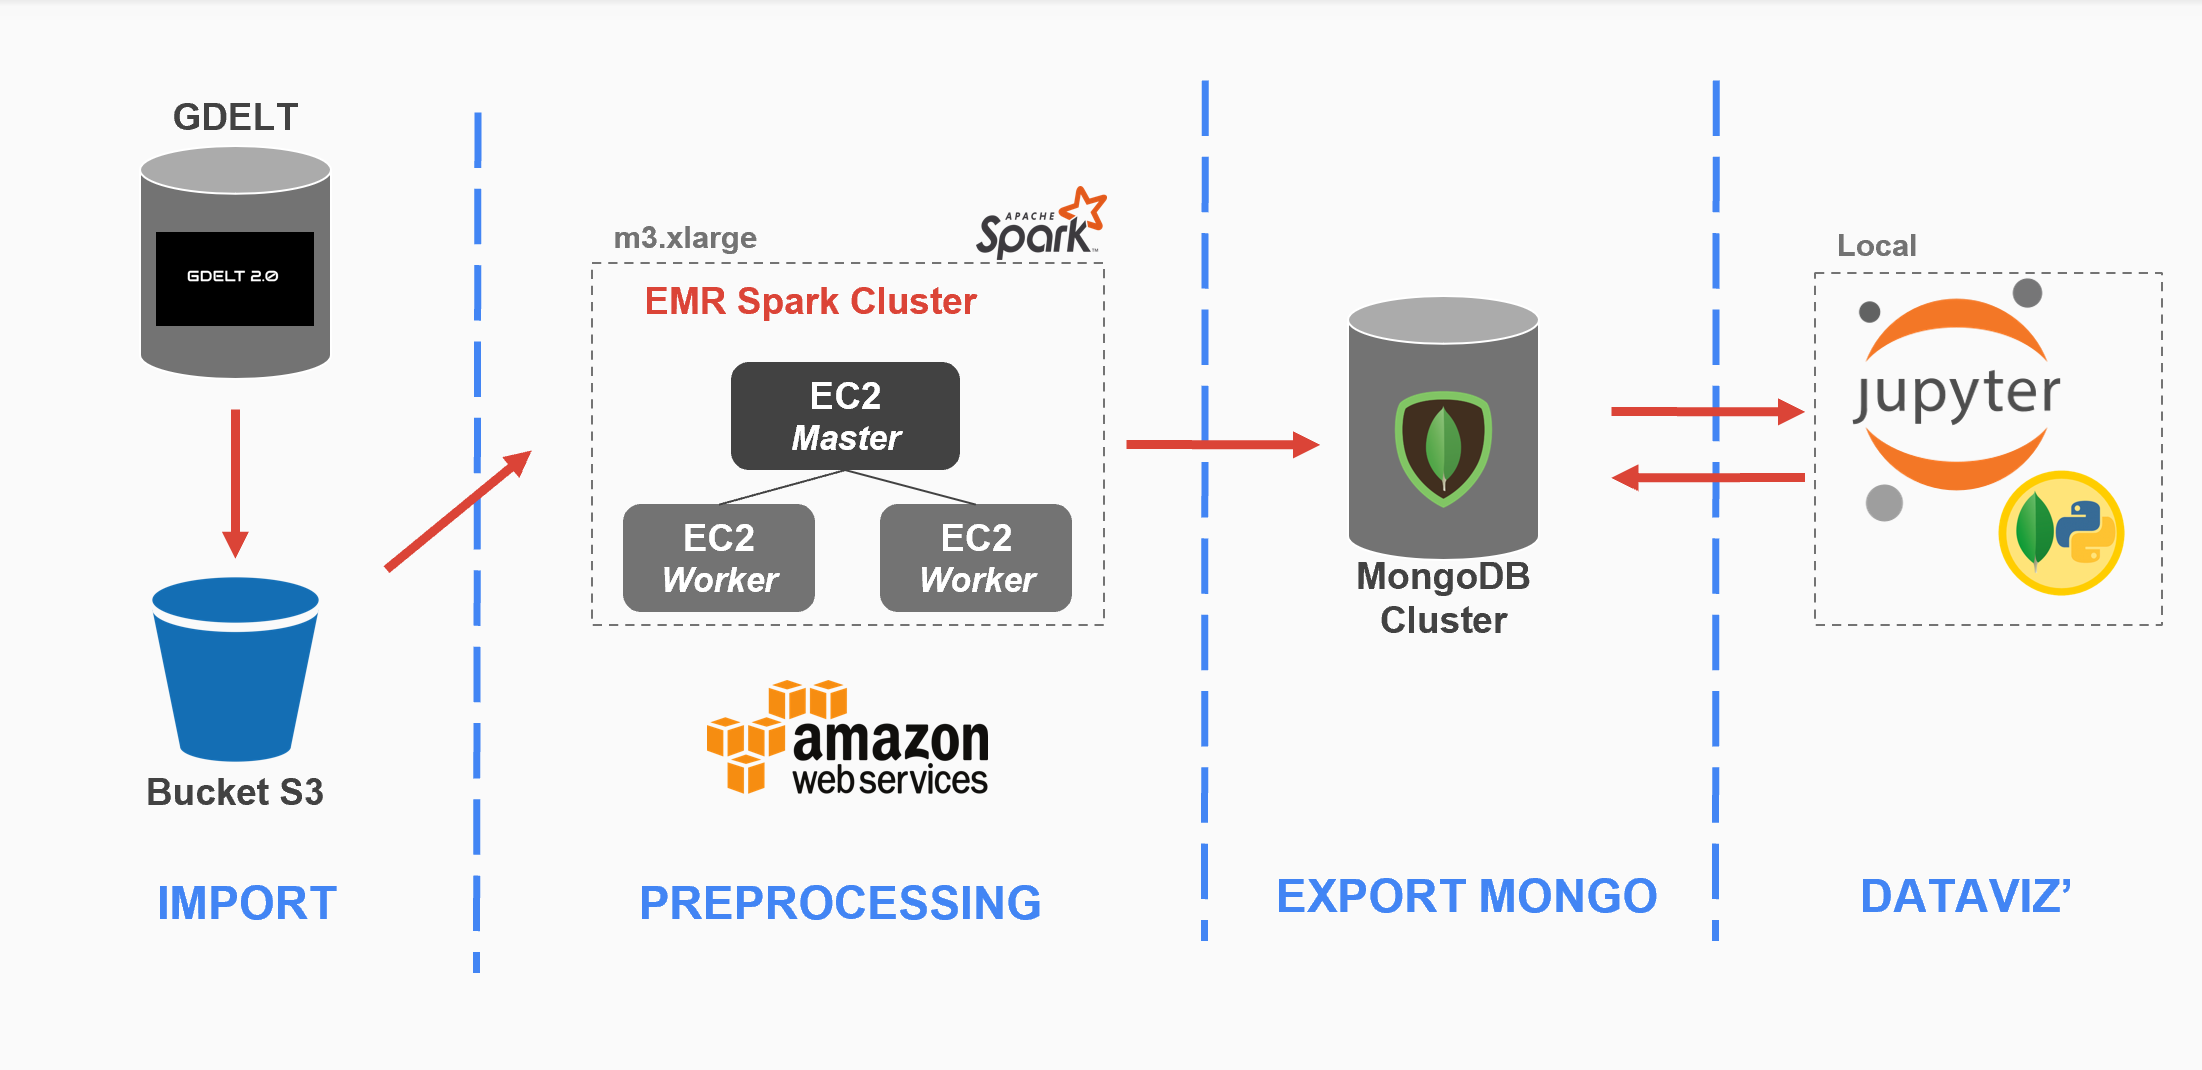 GDELT
GDELT 2.0
Bucket S3
IMPORT
m3.xlarge
APACHE
Spark™
EMR Spark Cluster
EC2
Master
EC2
Worker
EC2
Worker
amazon
web services
PREPROCESSING
MongoDB
Cluster
EXPORT MONGO
Local
jupyter
DATAVIZ’